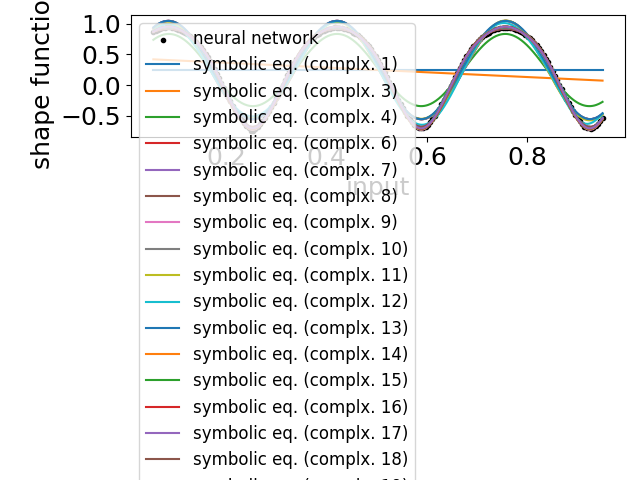 shape functio
1.0
0.5
0.0
−0.5
0.2
0.4
0.6
0.8
input
neural network
symbolic eq. (complx. 1)
symbolic eq. (complx. 3)
symbolic eq. (complx. 4)
symbolic eq. (complx. 6)
symbolic eq. (complx. 7)
symbolic eq. (complx. 8)
symbolic eq. (complx. 9)
symbolic eq. (complx. 10)
symbolic eq. (complx. 11)
symbolic eq. (complx. 12)
symbolic eq. (complx. 13)
symbolic eq. (complx. 14)
symbolic eq. (complx. 15)
symbolic eq. (complx. 16)
symbolic eq. (complx. 17)
symbolic eq. (complx. 18)